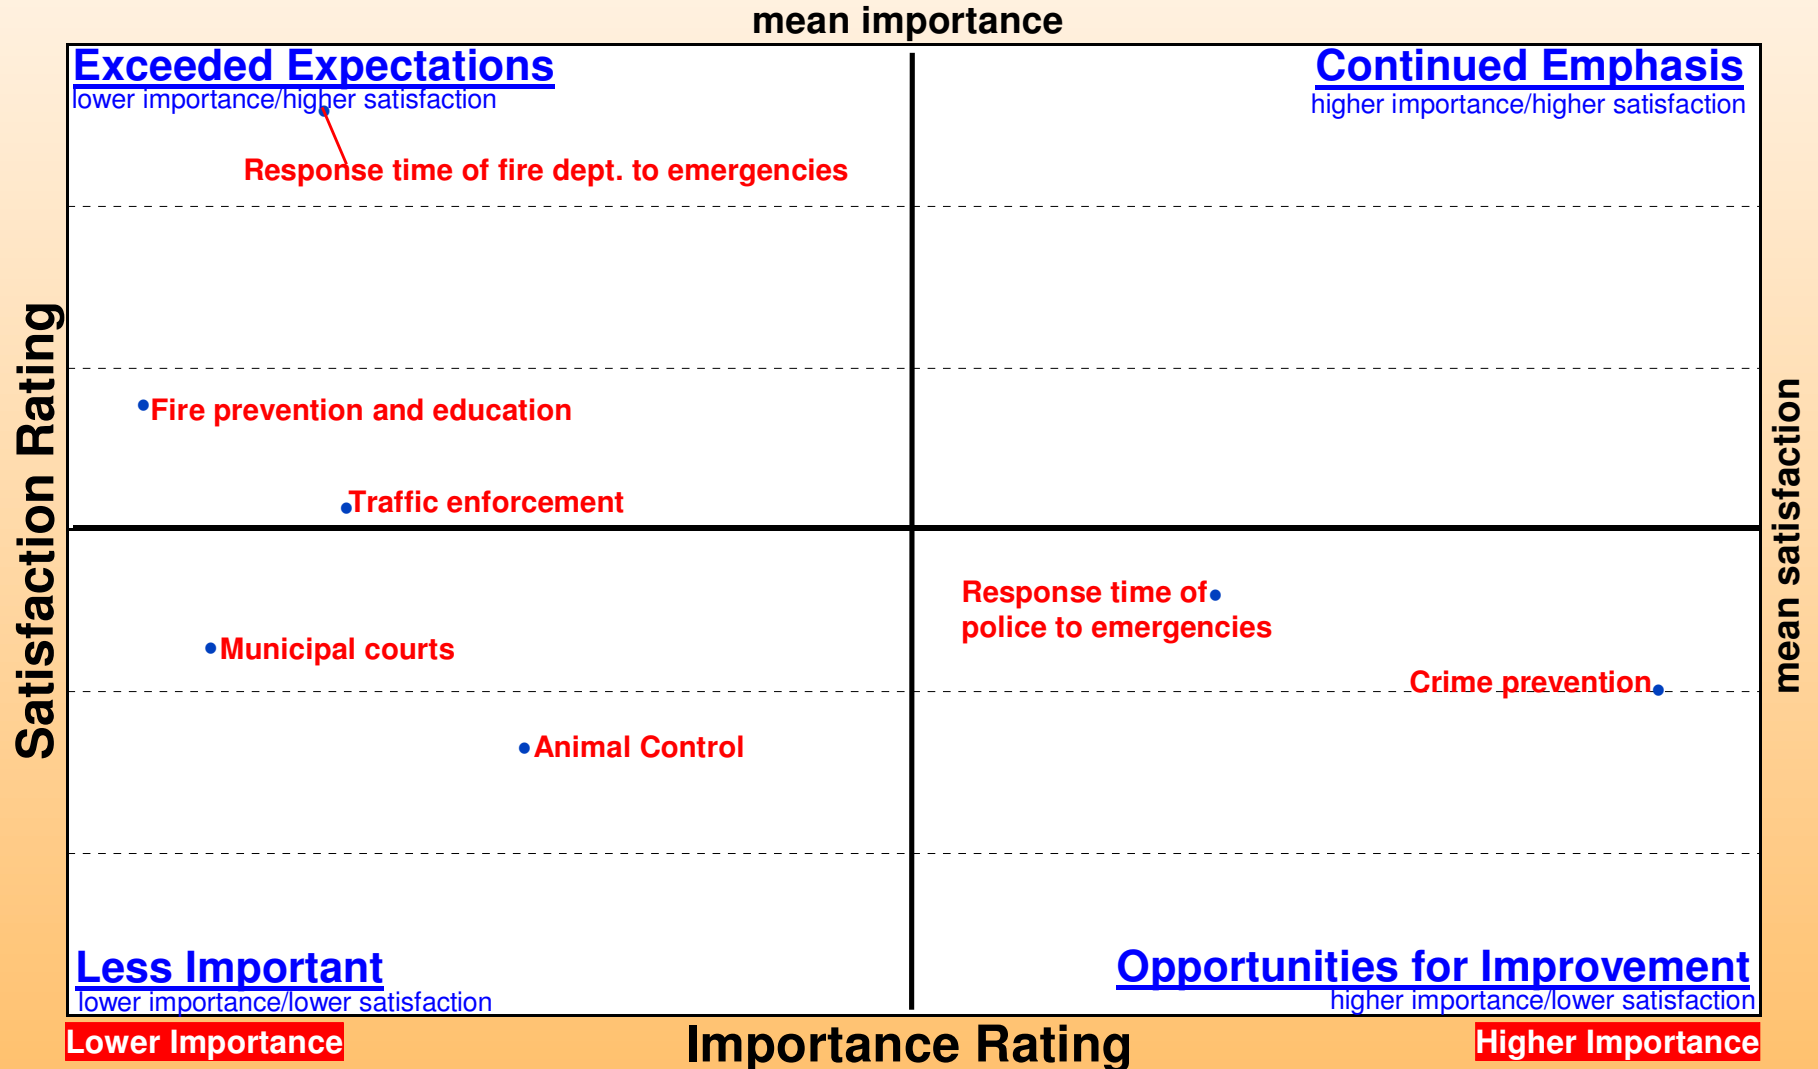 mean importance
Exceeded Expectations
lower importance/higher satisfaction
Continued Emphasis
higher importance/higher satisfaction
Response time of fire dept. to emergencies
Satisfaction Rating
mean satisfaction
Fire prevention and education
Traffic enforcement
Response time of
police to emergencies
Municipal courts
Crime prevention
Animal Control
Less Important
lower importance/lower satisfaction
Opportunities for Improvement
higher importance/lower satisfaction
Lower Importance
Importance Rating
Higher Importance